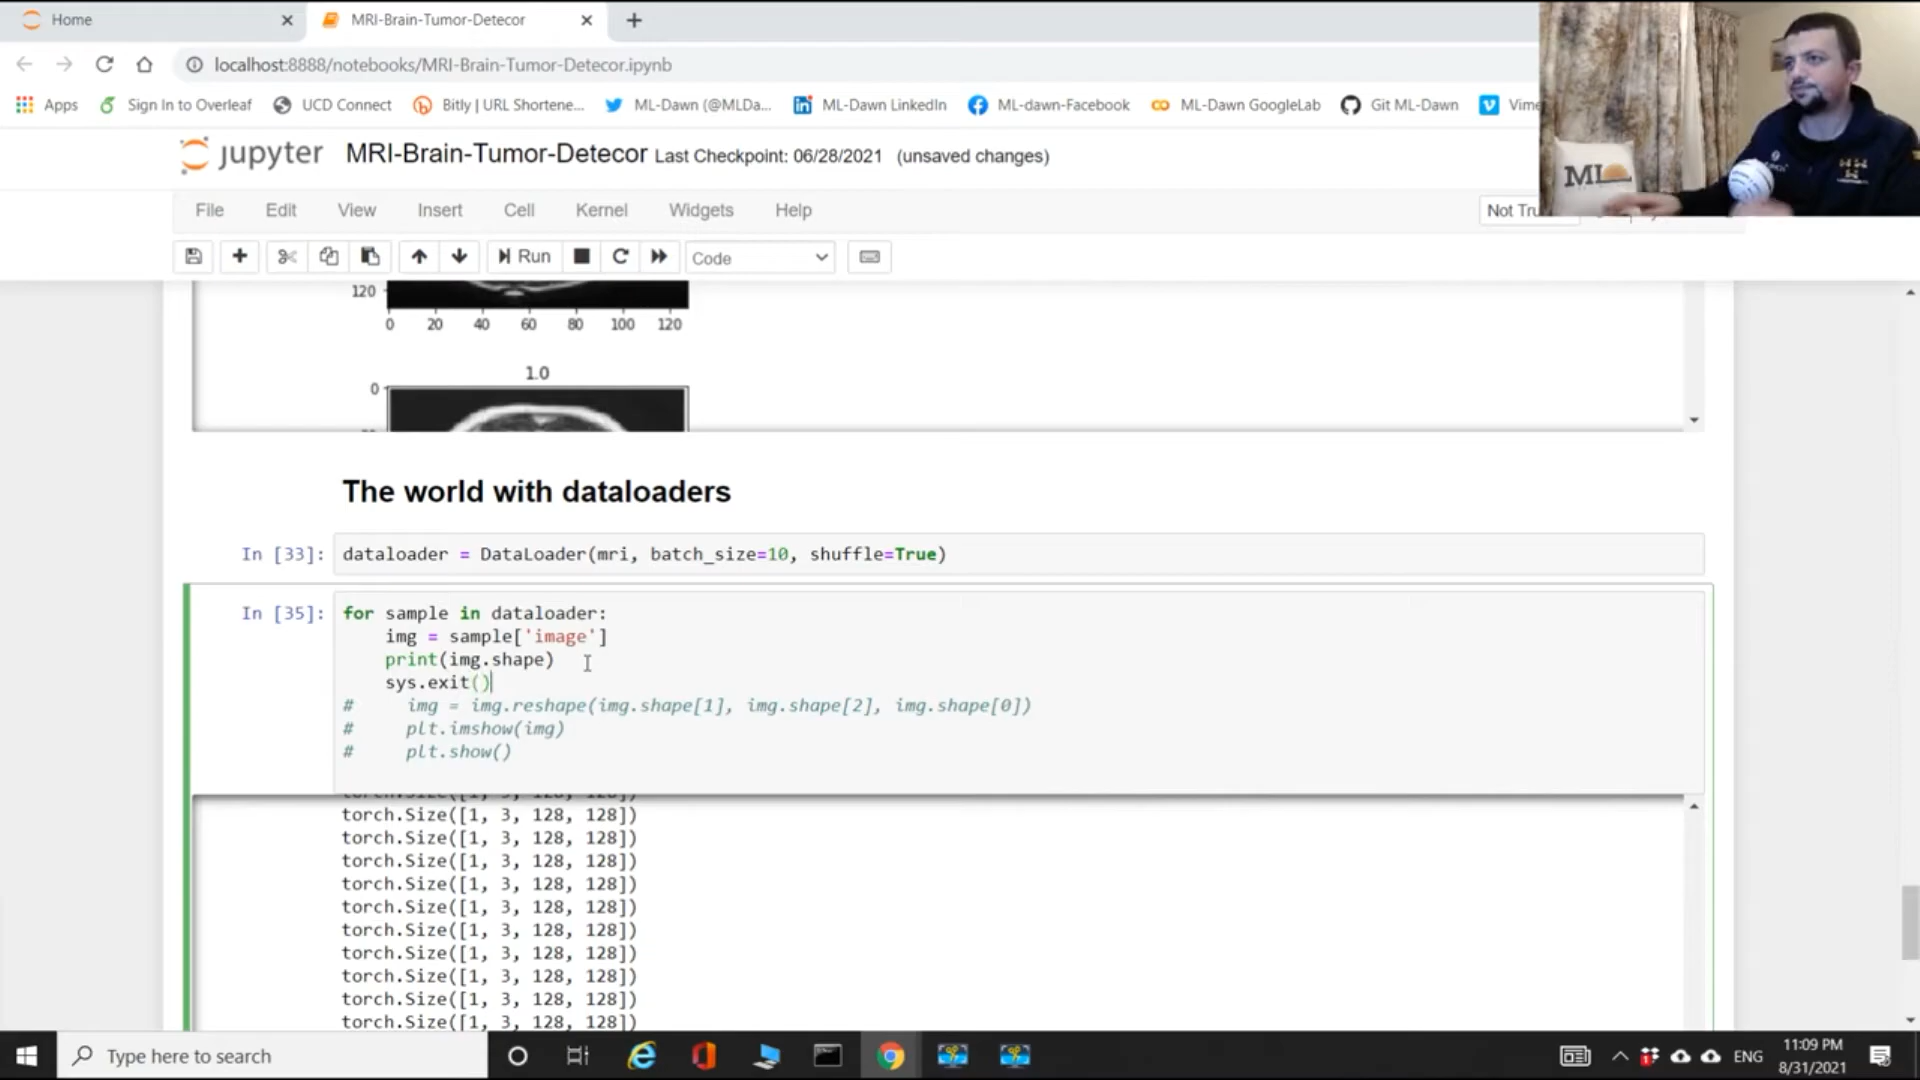 Home
MRI-Brain-Tumor-Detecor
localhost:8888/notebooks/MRI-Brain-Tumor-Detecor.ipynb
Apps Sign In to Overleaf UCD Connect Bitly | URL Shortene... ML-Dawn (@MLDa... ML-Dawn LinkedIn ML-dawn-Facebook ML-Dawn GoogleLab Git ML-Dawn
jupyter MRI-Brain-Tumor-Detecor Last Checkpoint: 06/28/2021 (unsaved changes)
File Edit View Insert Cell Kernel Widgets Help Not
Run Code
120
0 20 40 60 80 100 120
1.0
0
The world with dataloaders
In [33]: dataloader = DataLoader(mri, batch_size=10, shuffle=True)
In [35]: for sample in dataloader:
img = sample['image']
print(img.shape)
sys.exit()
# img = img.reshape(img.shape[1], img.shape[2], img.shape[0])
# plt.imshow(img)
# plt.show()
torch.Size([1, 3, 128, 128])
torch.Size([1, 3, 128, 128])
torch.Size([1, 3, 128, 128])
torch.Size([1, 3, 128, 128])
torch.Size([1, 3, 128, 128])
torch.Size([1, 3, 128, 128])
torch.Size([1, 3, 128, 128])
torch.Size([1, 3, 128, 128])
torch.Size([1, 3, 128, 128])
torch.Size([1, 3, 128, 128])
Type here to search
ENG
11:09 PM
8/31/2021
ML